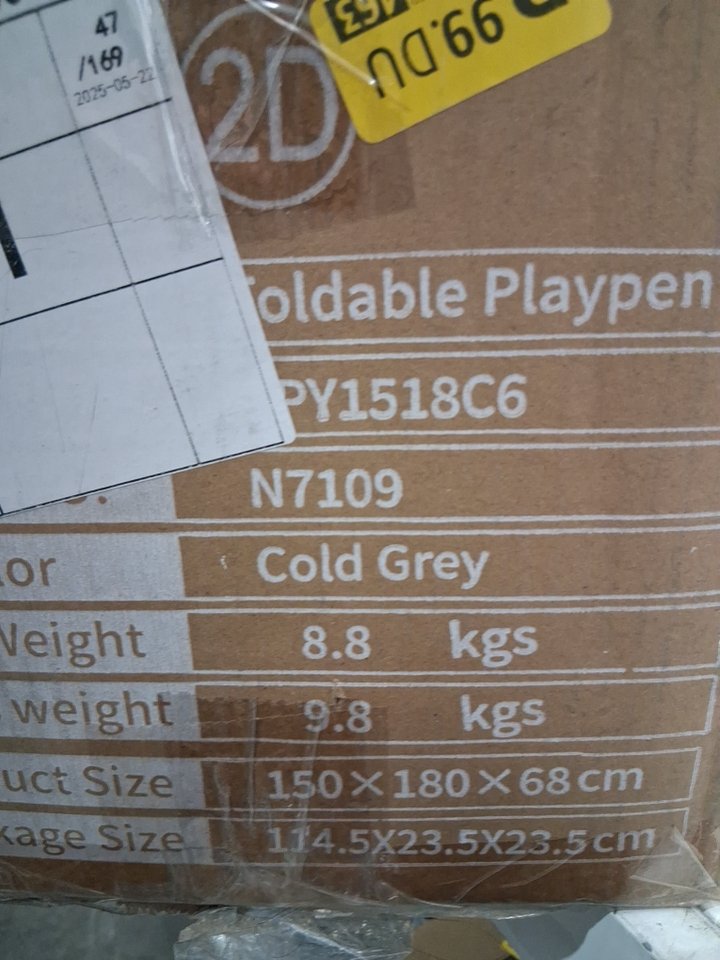 47
/169
2025-05-22
2D
99.DU
oldable Playpen
PY1518C6
N7109
lor Cold Grey
Weight 8.8 kgs
weight 9.8 kgs
uct Size 150×180×68cm
kage Size 114.5X23.5X23.5cm